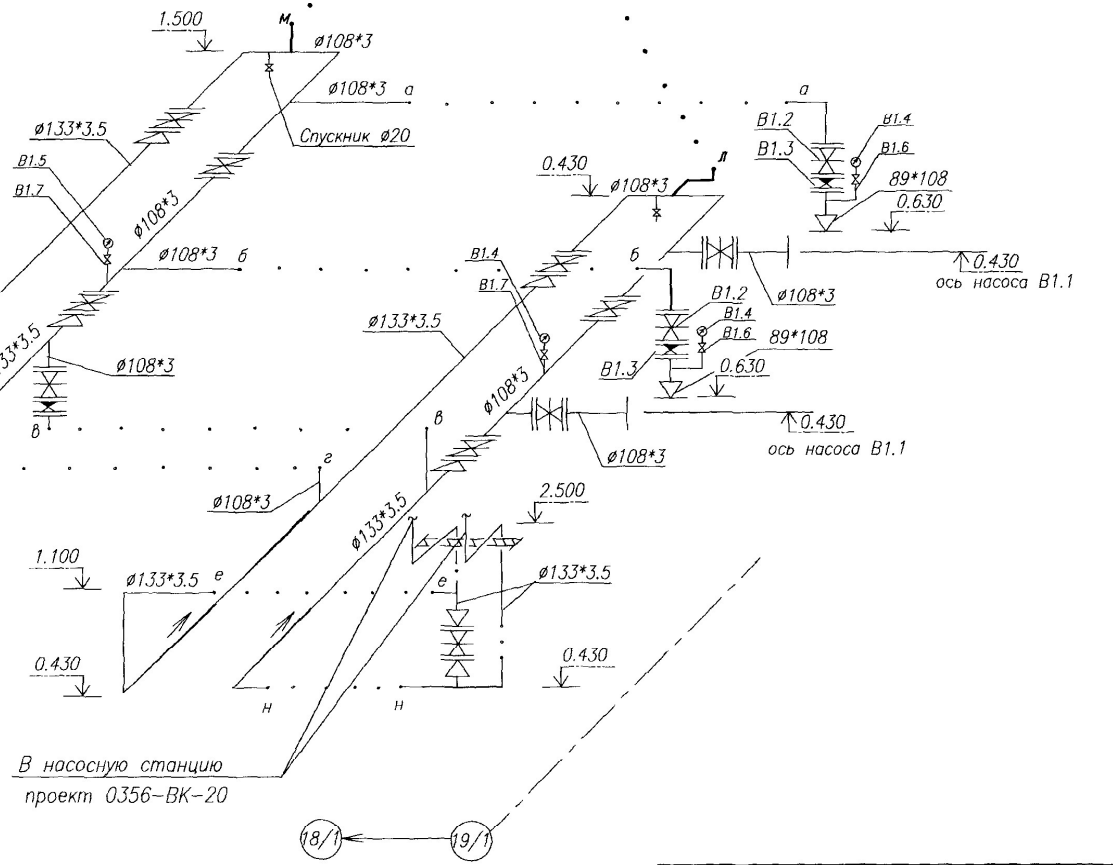 1.500
м
ø108*3
ø108*3
а
а
ø133*3.5
Спускник ø20
В1.2
В1.4
В1.3
В1.6
89*108
0.630
В1.5
В1.7
ø108*3
ø108*3
б
0.430
ø108*3
л
0.430
ось насоса В1.1
ø108*3
В1.4
В1.7
б
В1.2
В1.4
В1.6
89*108
В1.3
0.630
ø133*3.5
ø108*3
ø108*3
в
в
0.430
ось насоса В1.1
ø108*3
г
ø108*3
ø133*3.5
2.500
1.100
ø133*3.5
е
е
ø133*3.5
0.430
н
н
0.430
В насосную станцию
проект 0356-ВК-20
18/1
19/1